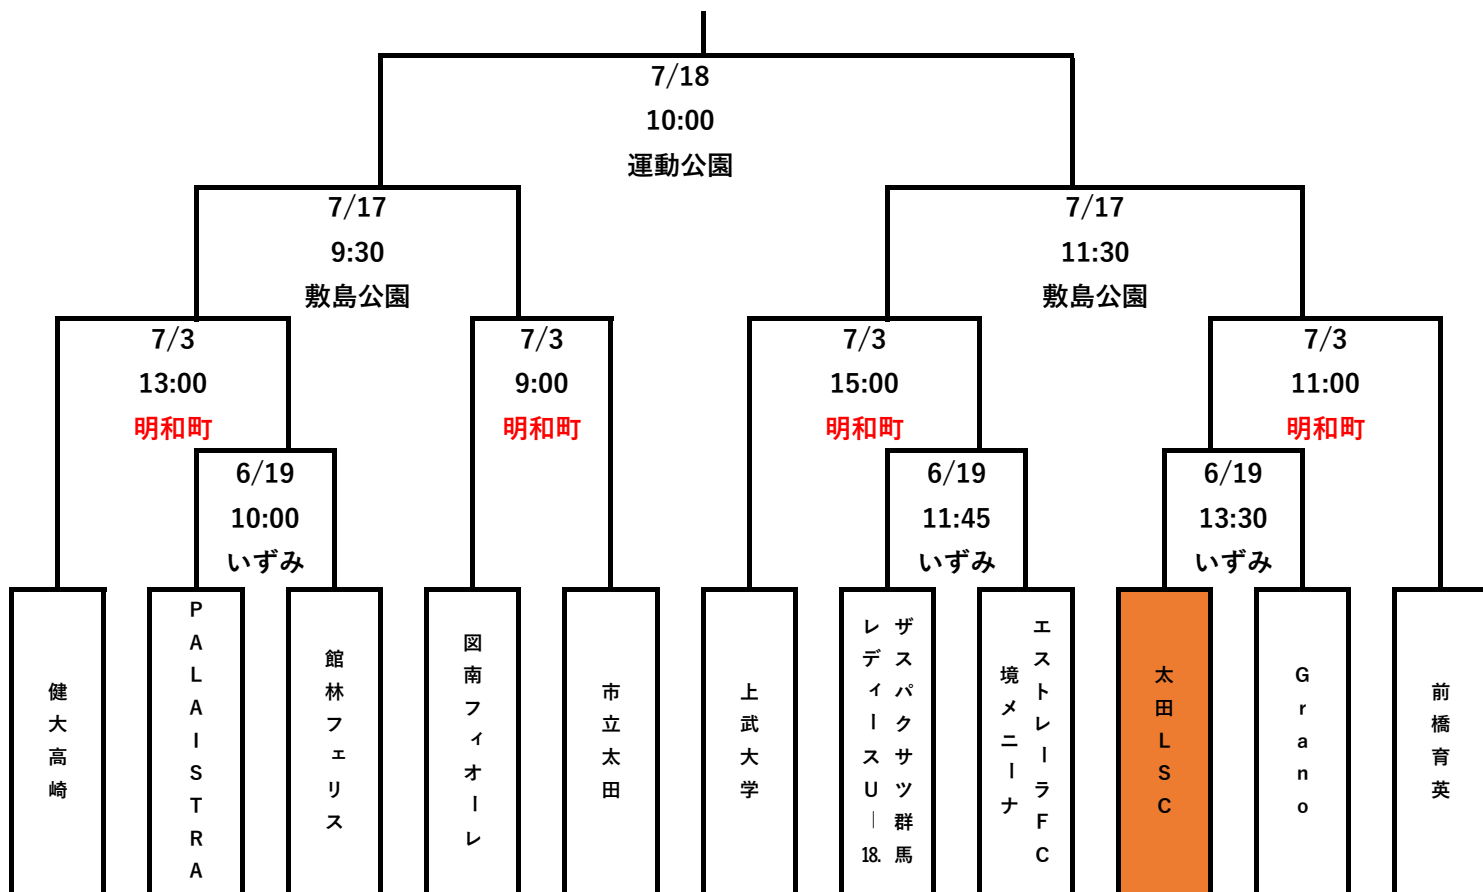 7/18
10:00
運動公園
7/17
9:30
敷島公園
7/17
11:30
敷島公園
7/3
13:00
明和町
7/3
9:00
明和町
7/3
15:00
明和町
7/3
11:00
明和町
6/19
10:00
いずみ
6/19
11:45
いずみ
6/19
13:30
いずみ
健大高崎
PALAISTRA
館林フェリス
図南フィオーレ
市立太田
上武大学
ザスパクサツ群馬
レディースU―18.
エストレーラFC
境メニーナ
太田LSC
Grano
前橋育英